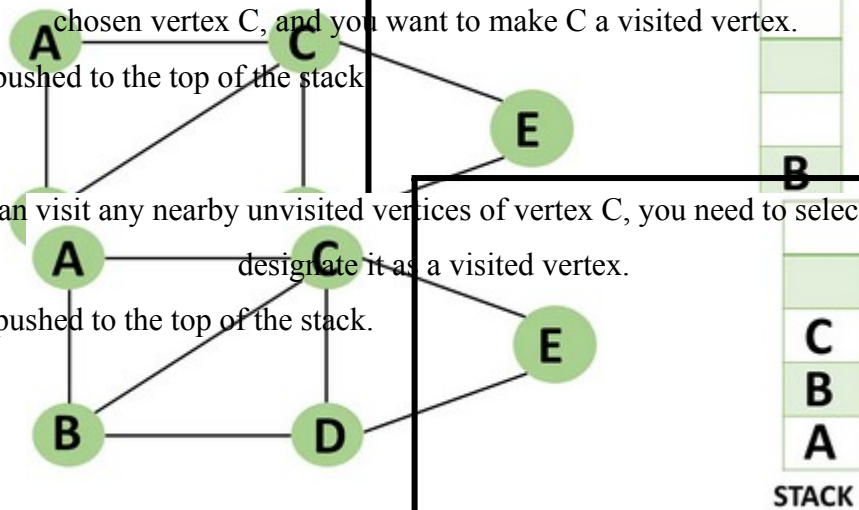 chosen vertex C, and you want to make C a visited vertex.
A C
pushed to the top of the stack
E
B
an visit any nearby unvisited vertices of vertex C, you need to selec
A C
designate it as a visited vertex.
pushed to the top of the stack.
C
E
B
B D
A
STACK